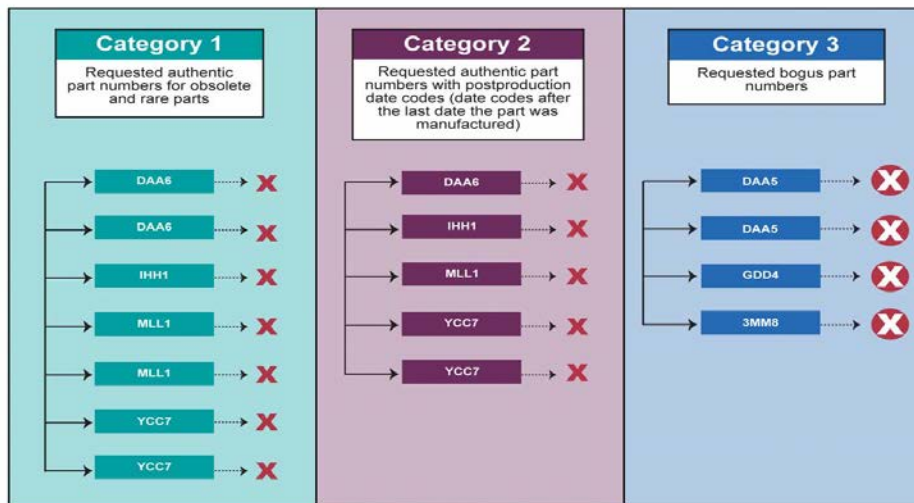 Category 1
Requested authentic
part numbers for obsolete
and rare parts
DAA6
DAA6
IHH1
MLL1
MLL1
YCC7
YCC7
Category 2
Requested authentic part
numbers with postproduction
date codes (date codes after
the last date the part was
manufactured)
DAA6
IHH1
MLL1
YCC7
YCC7
Category 3
Requested bogus part
numbers
DAA5
DAA5
GDD4
3MM8